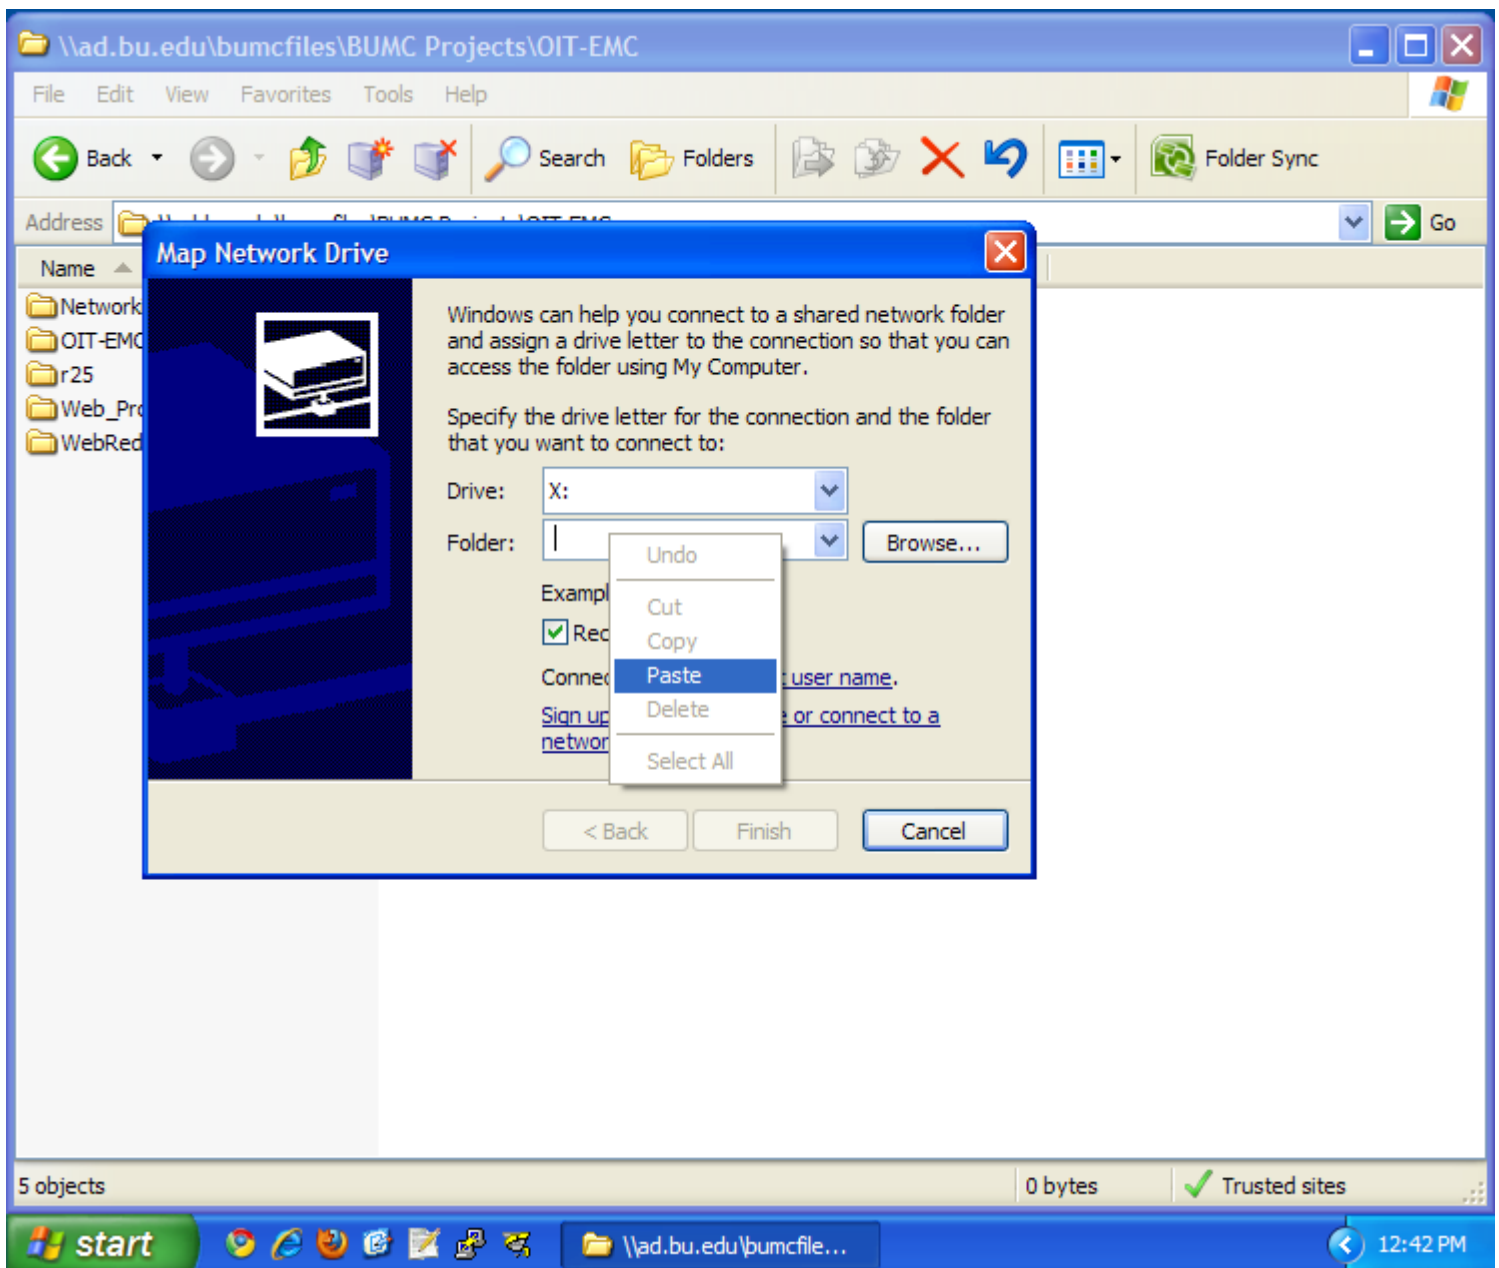 \\ad.bu.edu\bumcfiles\BUMC Projects\OIT-EMC
File Edit View Favorites Tools Help
Back Search Folders Folder Sync
Address Go
Map Network Drive
Name
Network
OIT-EMC
r25
Web_Pro
WebRed
Windows can help you connect to a shared network folder
and assign a drive letter to the connection so that you can
access the folder using My Computer.
Specify the drive letter for the connection and the folder
that you want to connect to:
Drive: X:
Folder: Browse...
Undo
Cut
Copy
Paste
Delete
Select All
Exampl
Rec
Connec user name.
Sign up or connect to a
networ
< Back Finish Cancel
5 objects 0 bytes Trusted sites
start \\ad.bu.edu\bumcfile... 12:42 PM